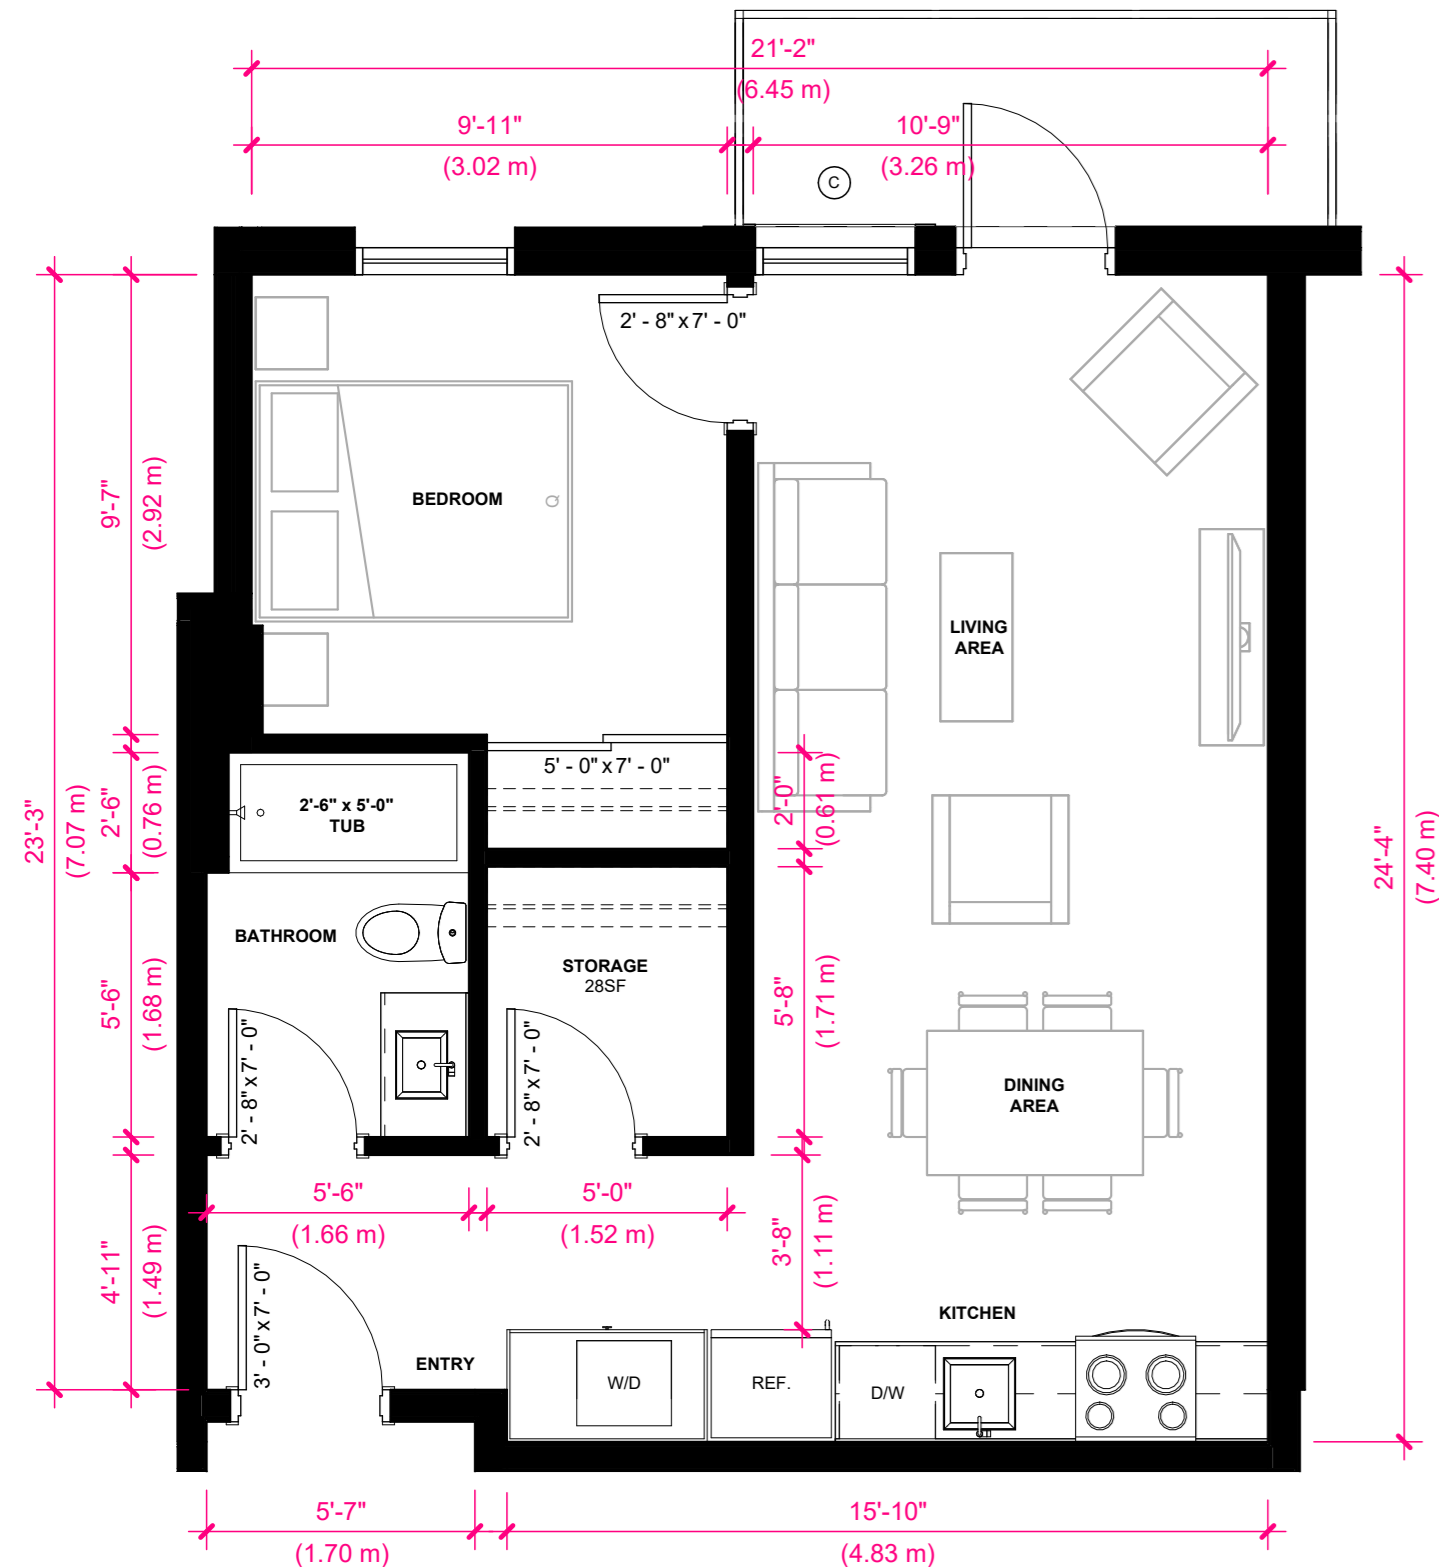 21'-2"
(6.45 m)
9'-11"
(3.02 m)
10'-9"
(3.26 m)
C
2' - 8" x 7' - 0"
BEDROOM
9'-7"
(2.92 m)
LIVING
AREA
5' - 0" x 7' - 0"
2'-6" x 5'-0"
TUB
2'-6"
(0.76 m)
2'-0"
(0.61 m)
23'-3"
(7.07 m)
24'-4"
(7.40 m)
BATHROOM
STORAGE
28SF
5'-6"
(1.68 m)
5'-8"
(1.71 m)
2' - 8" x 7' - 0"
2' - 8" x 7' - 0"
DINING
AREA
5'-6"
(1.66 m)
5'-0"
(1.52 m)
3'-8"
(1.11 m)
4'-11"
(1.49 m)
3' - 0" x 7' - 0"
KITCHEN
ENTRY
W/D
REF.
D/W
5'-7"
(1.70 m)
15'-10"
(4.83 m)